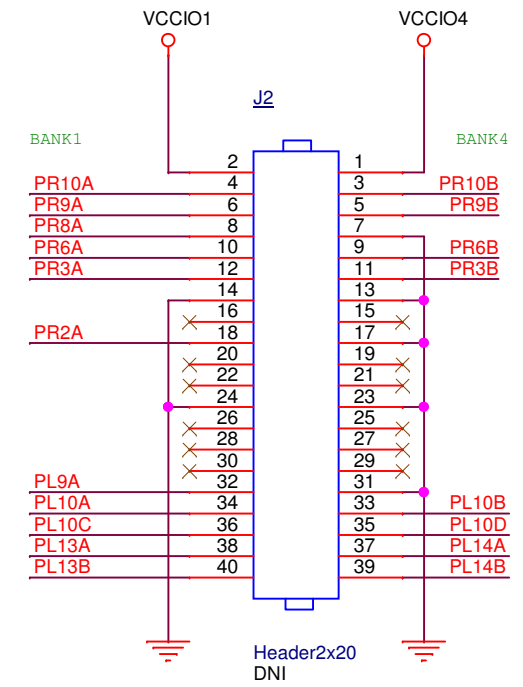 VCCIO1 VCCIO4
J2
BANK1 BANK4
2 1
PR10A 4 3 PR10B
PR9A 6 5 PR9B
PR8A 8 7
PR6A 10 9 PR6B
PR3A 12 11 PR3B
14 13
16 15
PR2A 18 17
20 19
22 21
24 23
26 25
28 27
30 29
PL9A 32 31
PL10A 34 33 PL10B
PL10C 36 35 PL10D
PL13A 38 37 PL14A
PL13B 40 39 PL14B
Header2x20
DNI